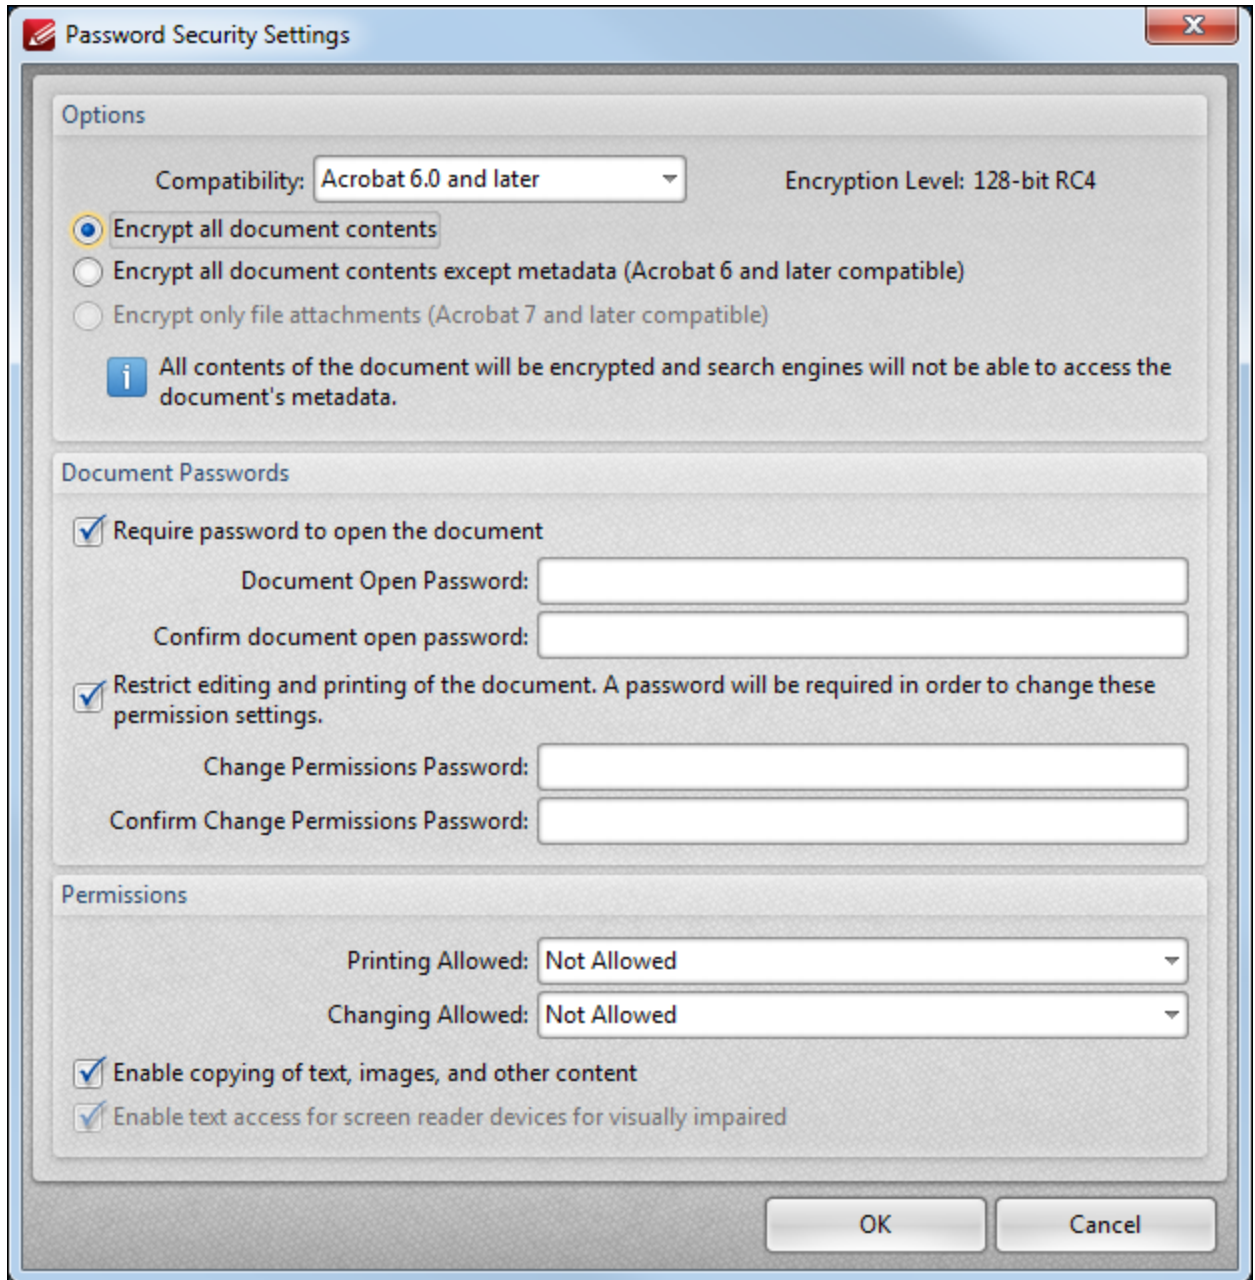 Password Security Settings
Options
Compatibility: Acrobat 6.0 and later Encryption Level: 128-bit RC4
Encrypt all document contents
Encrypt all document contents except metadata (Acrobat 6 and later compatible)
Encrypt only file attachments (Acrobat 7 and later compatible)
i All contents of the document will be encrypted and search engines will not be able to access the
document's metadata.
Document Passwords
Require password to open the document
Document Open Password:
Confirm document open password:
Restrict editing and printing of the document. A password will be required in order to change these
permission settings.
Change Permissions Password:
Confirm Change Permissions Password:
Permissions
Printing Allowed: Not Allowed
Changing Allowed: Not Allowed
Enable copying of text, images, and other content
Enable text access for screen reader devices for visually impaired
OK Cancel